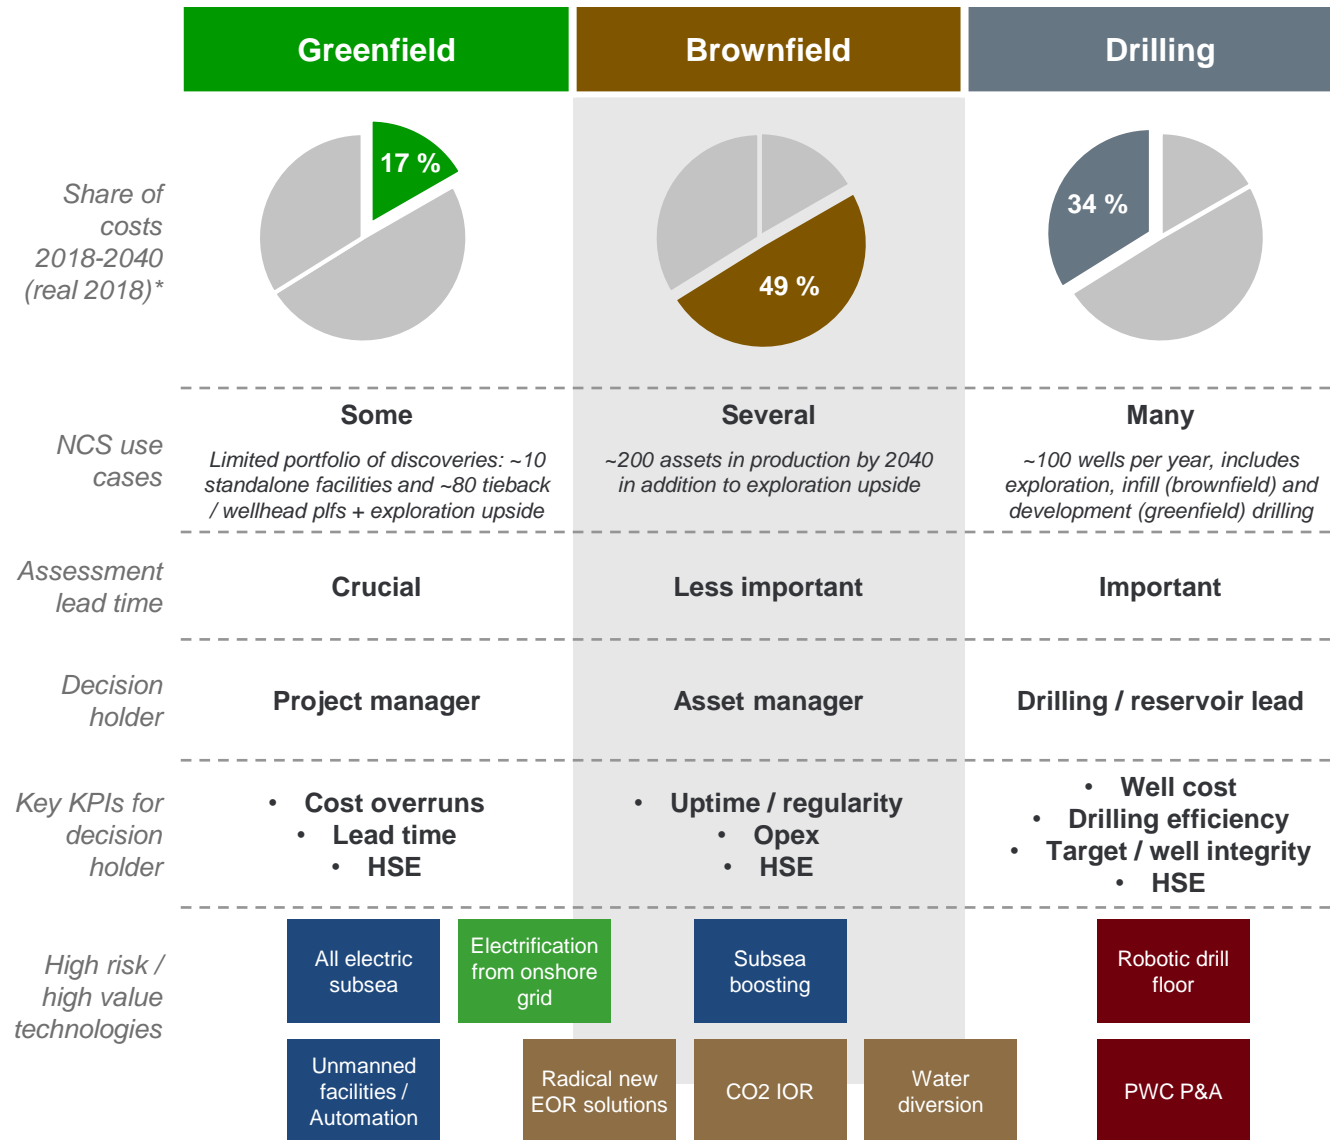 Greenfield
Brownfield
Drilling
Share of
costs
2018-2040
(real 2018)*
17 %
49 %
34 %
NCS use
cases
Some
Limited portfolio of discoveries: ~10
standalone facilities and ~80 tieback
/ wellhead plfs + exploration upside
Several
~200 assets in production by 2040
in addition to exploration upside
Many
~100 wells per year, includes
exploration, infill (brownfield) and
development (greenfield) drilling
Assessment
lead time
Crucial
Less important
Important
Decision
holder
Project manager
Asset manager
Drilling / reservoir lead
Key KPIs for
decision
holder
• Cost overruns
• Lead time
• HSE
• Uptime / regularity
• Opex
• HSE
• Well cost
• Drilling efficiency
• Target / well integrity
• HSE
High risk /
high value
technologies
All electric
subsea
Electrification
from onshore
grid
Subsea
boosting
Robotic drill
floor
Unmanned
facilities /
Automation
Radical new
EOR solutions
CO2 IOR
Water
diversion
PWC P&A